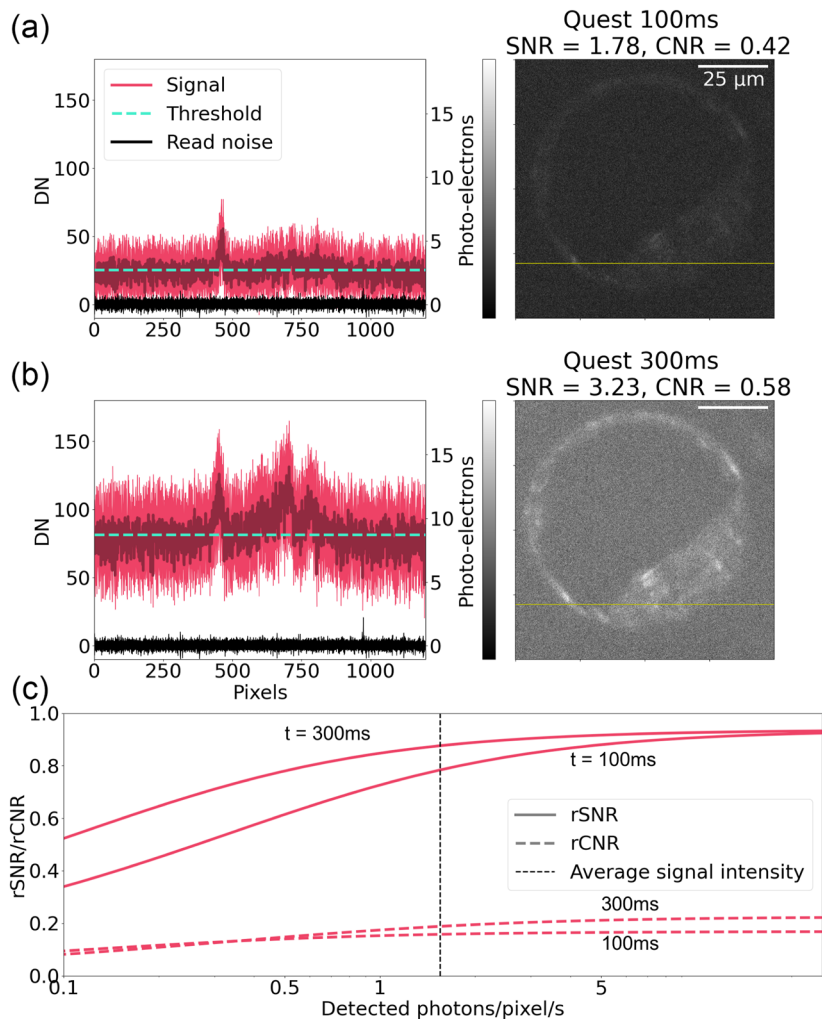 (a)
Quest 100ms
SNR = 1.78, CNR = 0.42
Signal
Threshold
Read noise
DN
150
100
50
0
0 250 500 750 1000
15
10
5
0
Photo-electrons
25 μm
(b)
Quest 300ms
SNR = 3.23, CNR = 0.58
DN
150
100
50
0
0 250 500 750 1000
Pixels
15
10
5
0
Photo-electrons
(c)
rSNR/rCNR
1.0
0.8
0.6
0.4
0.2
0.0
t = 300ms
t = 100ms
rSNR
rCNR
Average signal intensity
300ms
100ms
0.1 0.5 1 5
Detected photons/pixel/s